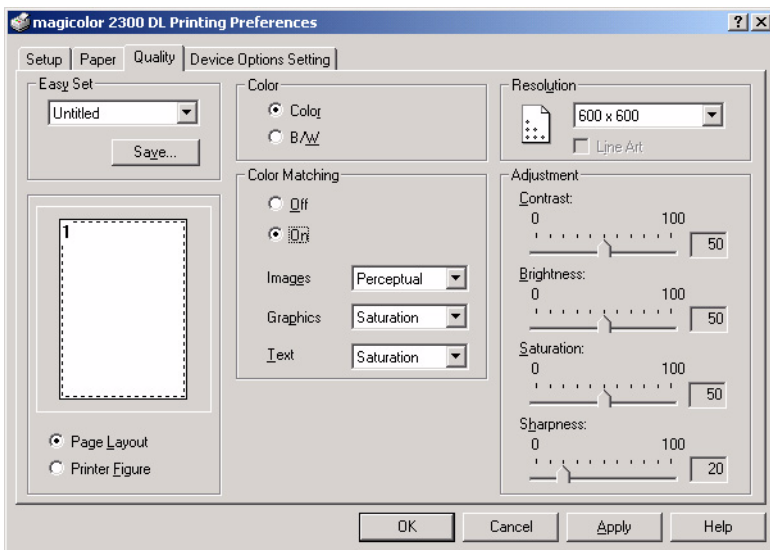 magicolor 2300 DL Printing Preferences
Setup
Paper
Quality
Device Options Setting
Easy Set
Untitled
Save...
1
Page Layout
Printer Figure
Color
Color
B/W
Color Matching
Off
On
Images
Perceptual
Graphics
Saturation
Text
Saturation
Resolution
600 x 600
Line Art
Adjustment
Contrast:
0 100
50
Brightness:
0 100
50
Saturation:
0 100
50
Sharpness:
0 100
20
OK
Cancel
Apply
Help